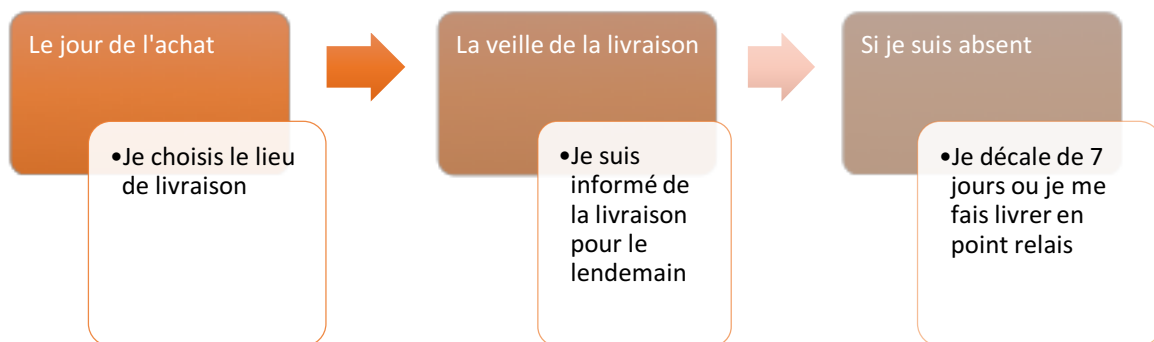 Le jour de l'achat
•Je choisis le lieu
de livraison
La veille de la livraison
•Je suis
informé de
la livraison
pour le
lendemain
Si je suis absent
•Je décale de 7
jours ou je me
fais livrer en
point relais